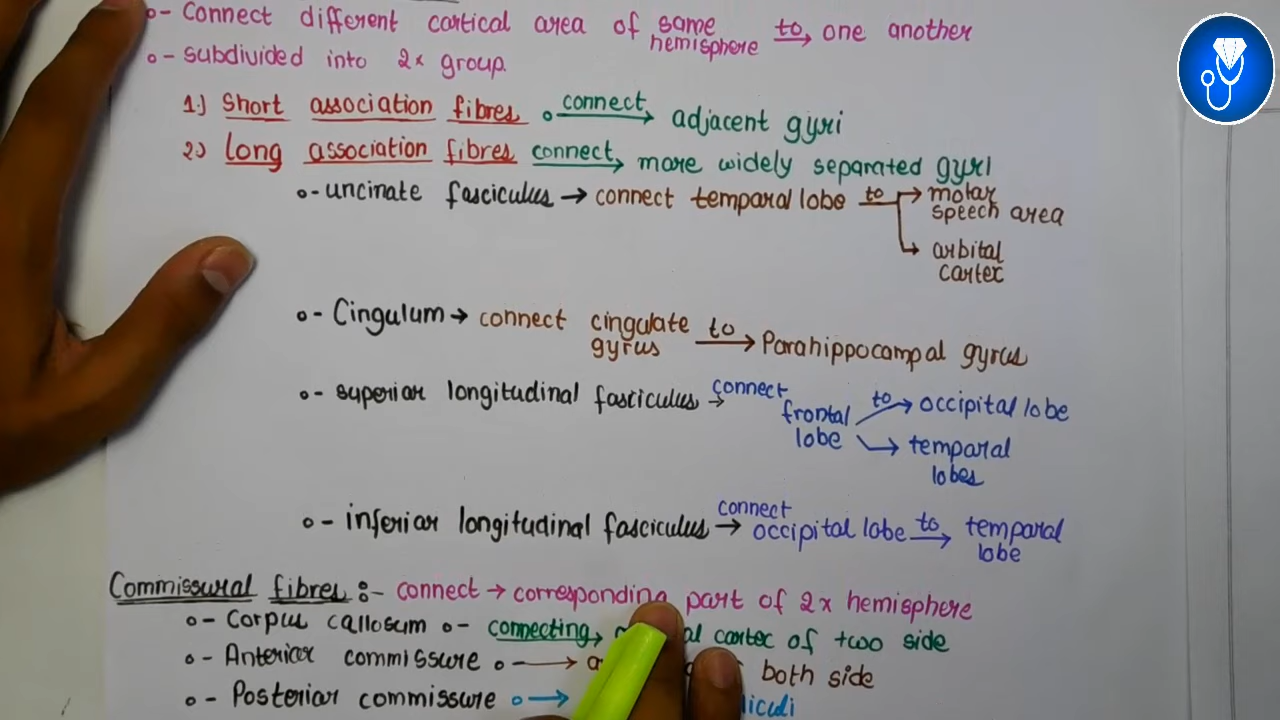 o- Connect different cortical area of same hemisphere to one another
o- subdivided into 2x group.
1.) Short association fibres o connect adjacent gyri
2.) Long association fibres connect more widely separated gyri
o- uncinate fasciculus → connect temporal lobe to → motor speech area
→ orbital cortex
o- Cingulum → connect cingulate gyrus to → Parahippocampal gyrus
o- superior longitudinal fasciculus → connect frontal lobe to → occipital lobe
→ temporal lobes
o- inferior longitudinal fasciculus → connect occipital lobe to → temporal lobe
Commissural fibres :- connect → corresponding part of 2x hemisphere
o- Corpus callosum o- connecting → cortex of two side
o- Anterior commissure o → both side
o- Posterior commissure o →